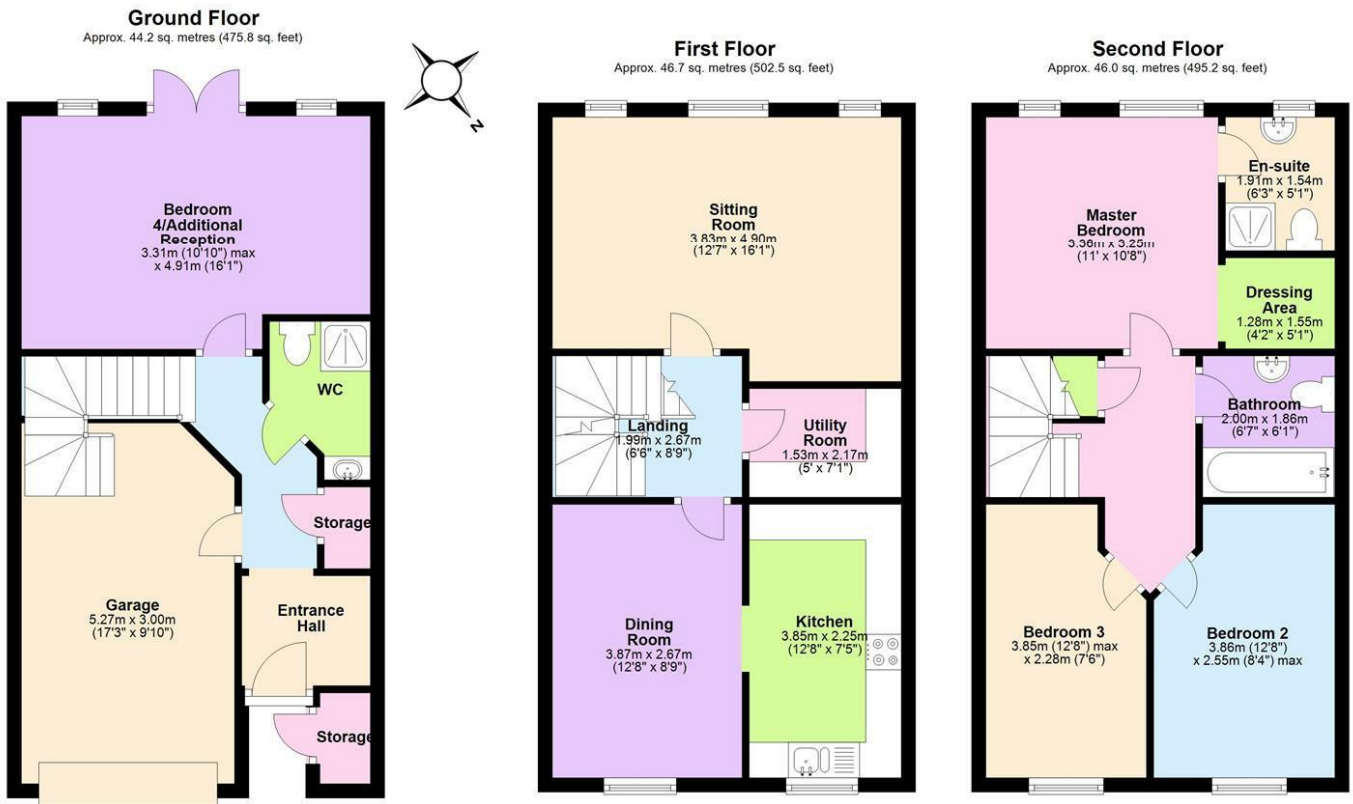 Ground Floor
Approx. 44.2 sq. metres (475.8 sq. feet)
N
Bedroom
4/Additional
Reception
3.31m (10'10") max
x 4.91m (16'1")
WC
Storage
Garage
5.27m x 3.00m
(17'3" x 9'10")
Entrance
Hall
Storage
First Floor
Approx. 46.7 sq. metres (502.5 sq. feet)
Sitting
Room
3.83m x 4.90m
(12'7" x 16'1")
Landing
1.99m x 2.67m
(6'6" x 8'9")
Utility
Room
1.53m x 2.17m
(5' x 7'1")
Dining
Room
3.87m x 2.67m
(12'8" x 8'9")
Kitchen
3.85m x 2.25m
(12'8" x 7'5")
Second Floor
Approx. 46.0 sq. metres (495.2 sq. feet)
Master
Bedroom
3.36m x 3.25m
(11' x 10'8")
En-suite
1.91m x 1.54m
(6'3" x 5'1")
Dressing
Area
1.28m x 1.55m
(4'2" x 5'1")
Bathroom
2.00m x 1.86m
(6'7" x 6'1")
Bedroom 3
3.85m (12'8") max
x 2.28m (7'6")
Bedroom 2
3.86m (12'8")
x 2.55m (8'4") max